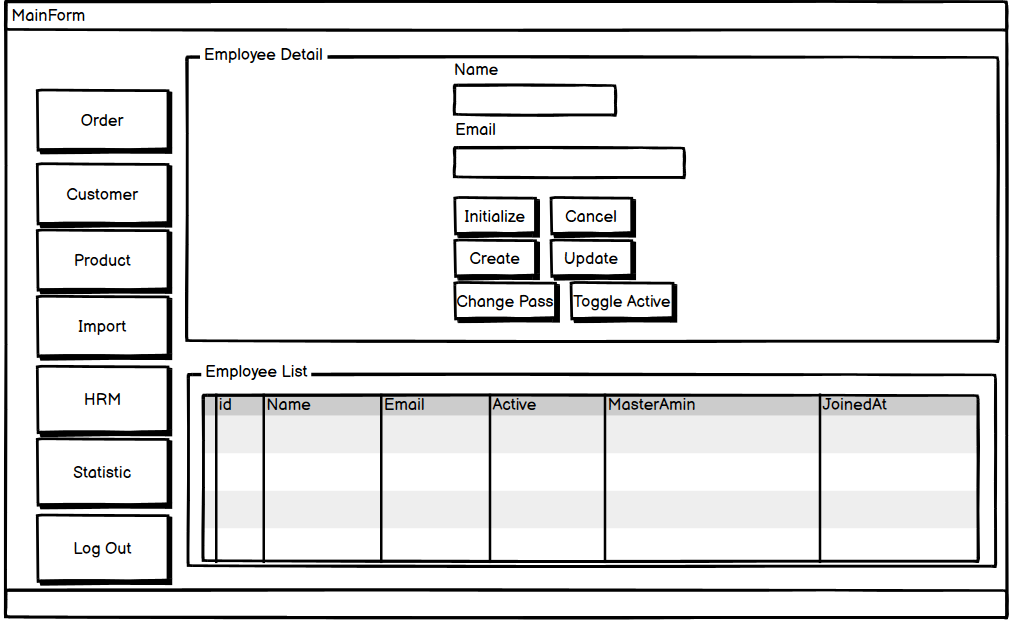 MainForm
Order
Customer
Product
Import
HRM
Statistic
Log Out
Employee Detail
Name
Email
Initialize Cancel
Create Update
Change Pass Toggle Active
Employee List
id Name Email Active MasterAmin JoinedAt